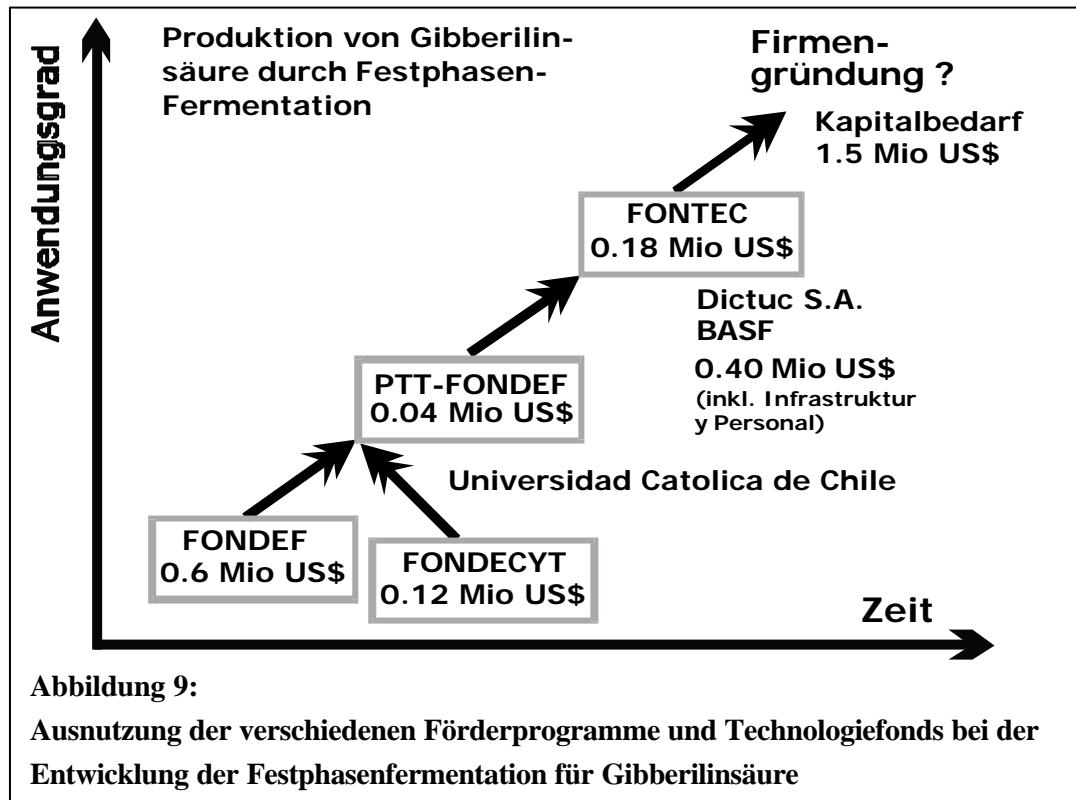 Anwendungsgrad
Produktion von Gibberilin-
säure durch Festphasen-
Fermentation
Firmen-
gründung ?
Kapitalbedarf
1.5 Mio US$
FONTEC
0.18 Mio US$
Dictuc S.A.
BASF
0.40 Mio US$
(inkl. Infrastruktur
y Personal)
PTT-FONDEF
0.04 Mio US$
Universidad Catolica de Chile
FONDEF
0.6 Mio US$
FONDECYT
0.12 Mio US$
Zeit
Abbildung 9:
Ausnutzung der verschiedenen Förderprogramme und Technologiefonds bei der
Entwicklung der Festphasenfermentation für Gibberilinsäure